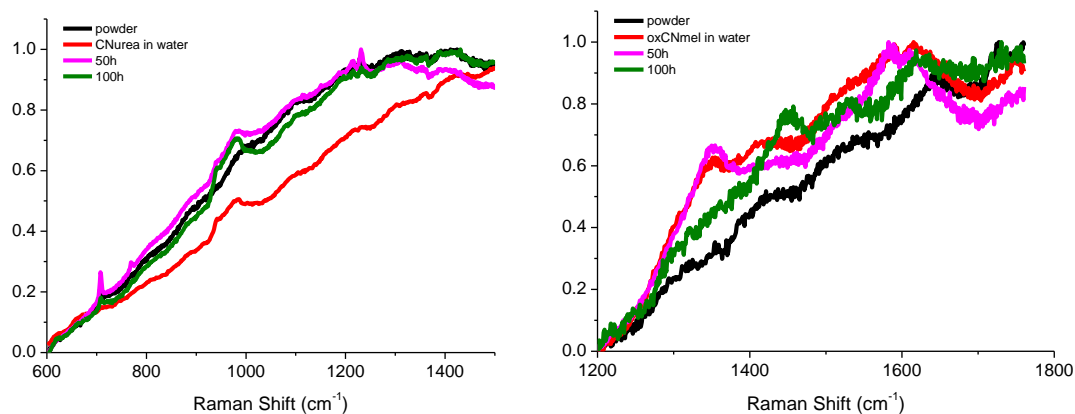 powder
CNurea in water
50h
100h
1.0
0.8
0.6
0.4
0.2
0.0
600 800 1000 1200 1400
Raman Shift (cm⁻¹)
powder
oxCNmel in water
50h
100h
1.0
0.8
0.6
0.4
0.2
0.0
1200 1400 1600 1800
Raman Shift (cm⁻¹)